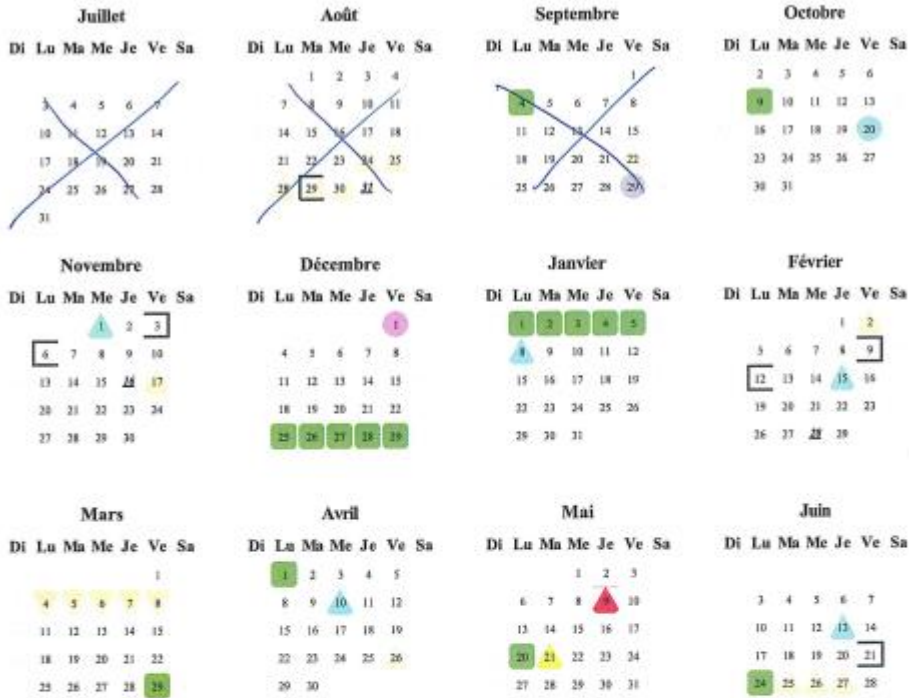 Juillet Août Septembre Octobre
Di Lu Ma Me Je Ve Sa Di Lu Ma Me Je Ve Sa Di Lu Ma Me Je Ve Sa Di Lu Ma Me Je Ve Sa
1 2 3 4 1 2 3 4 5 6
3 4 5 6 7 7 8 9 10 11 4 5 6 7 8 9 10 11 12 13
10 11 12 13 14 14 15 16 17 18 11 12 13 14 15 16 17 18 19 20
17 18 19 20 21 21 22 23 24 25 18 19 20 21 22 23 24 25 26 27
24 25 26 27 28 28 29 30 31 25 26 27 28 29 30 31
31
Novembre Décembre Janvier Février
Di Lu Ma Me Je Ve Sa Di Lu Ma Me Je Ve Sa Di Lu Ma Me Je Ve Sa Di Lu Ma Me Je Ve Sa
1 2 3 1 1 2 3 4 5 1 2
6 7 8 9 10 4 5 6 7 8 8 9 10 11 12 5 6 7 8 9
13 14 15 16 17 11 12 13 14 15 15 16 17 18 19 12 13 14 15 16
20 21 22 23 24 18 19 20 21 22 22 23 24 25 26 19 20 21 22 23
27 28 29 30 25 26 27 28 29 29 30 31 26 27 28 29
Mars Avril Mai Juin
Di Lu Ma Me Je Ve Sa Di Lu Ma Me Je Ve Sa Di Lu Ma Me Je Ve Sa Di Lu Ma Me Je Ve Sa
1 1 2 3 4 5 1 2 3
4 5 6 7 8 8 9 10 11 12 6 7 8 9 10 3 4 5 6 7
11 12 13 14 15 15 16 17 18 19 13 14 15 16 17 10 11 12 13 14
18 19 20 21 22 22 23 24 25 26 20 21 22 23 24 17 18 19 20 21
25 26 27 28 29 29 30 27 28 29 30 31 24 25 26 27 28